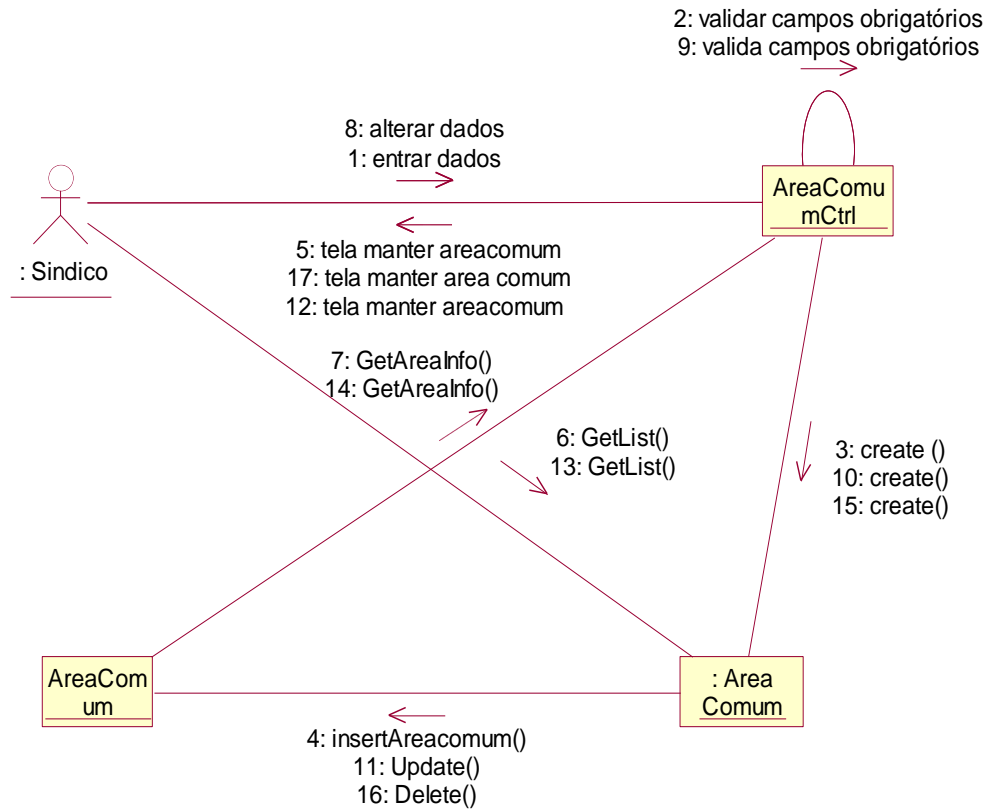 2: validar campos obrigatórios
9: valida campos obrigatórios
8: alterar dados
1: entrar dados
AreaComu
mCtrl
: Sindico
5: tela manter areacomum
17: tela manter area comum
12: tela manter areacomum
7: GetAreaInfo()
14: GetAreaInfo()
6: GetList()
13: GetList()
3: create ()
10: create()
15: create()
AreaCom
um
: Area
Comum
4: insertAreacomum()
11: Update()
16: Delete()